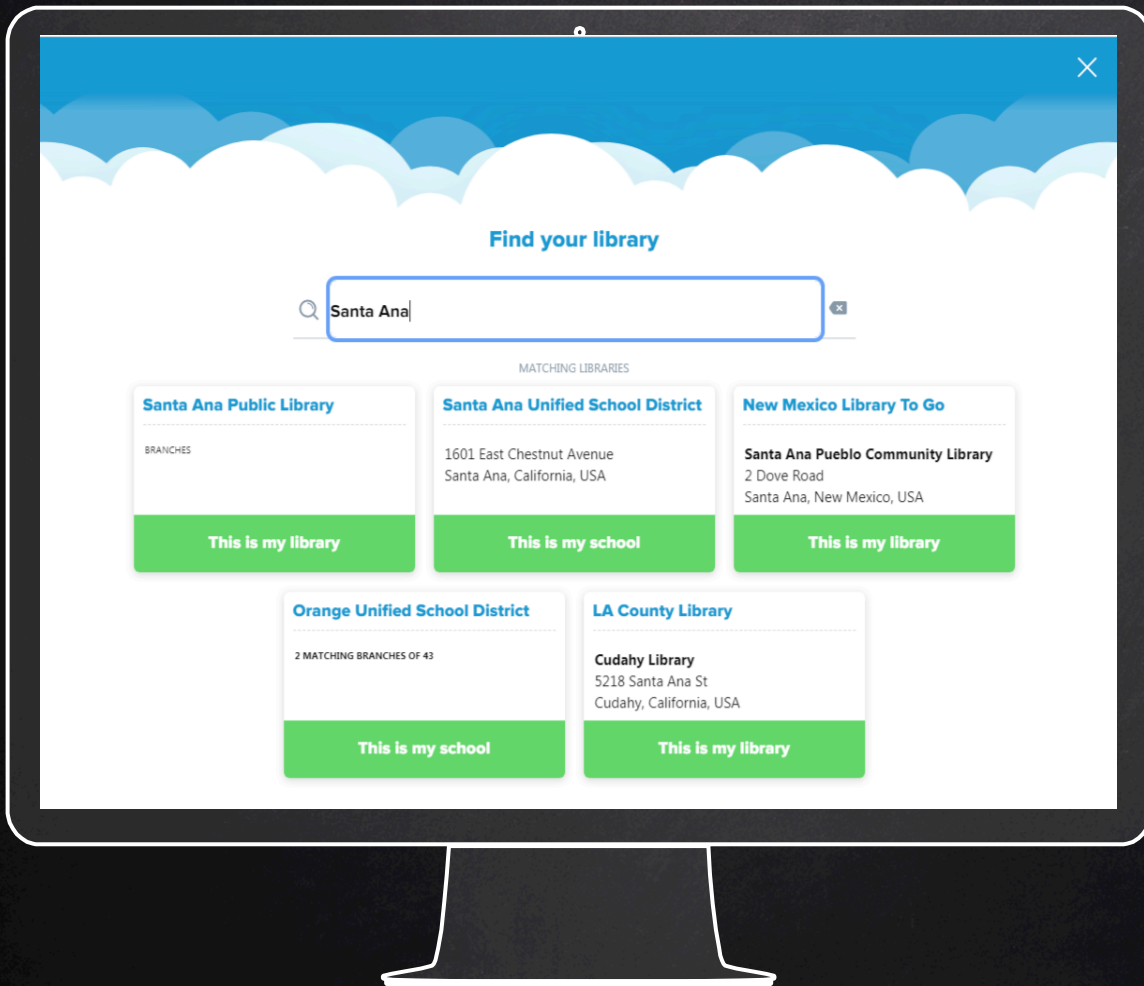 Find your library
Santa Ana
MATCHING LIBRARIES
Santa Ana Public Library
BRANCHES
This is my library
Santa Ana Unified School District
1601 East Chestnut Avenue
Santa Ana, California, USA
This is my school
New Mexico Library To Go
Santa Ana Pueblo Community Library
2 Dove Road
Santa Ana, New Mexico, USA
This is my library
Orange Unified School District
2 MATCHING BRANCHES OF 43
This is my school
LA County Library
Cudahy Library
5218 Santa Ana St
Cudahy, California, USA
This is my library